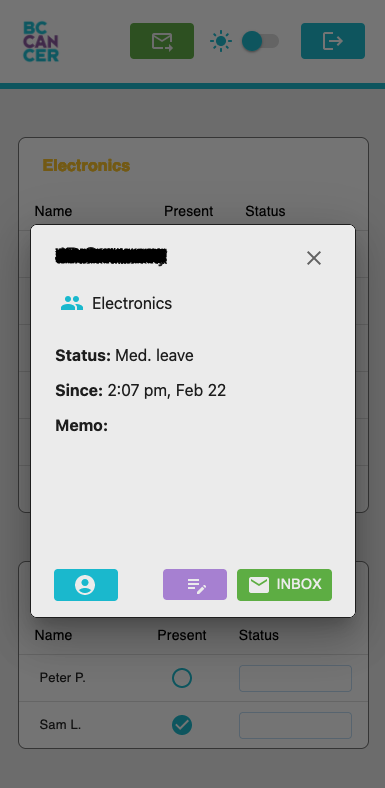 BC
CAN
CER
Electronics
Name Present Status
Electronics
Status: Med. leave
Since: 2:07 pm, Feb 22
Memo:
INBOX
Name Present Status
Peter P.
Sam L.